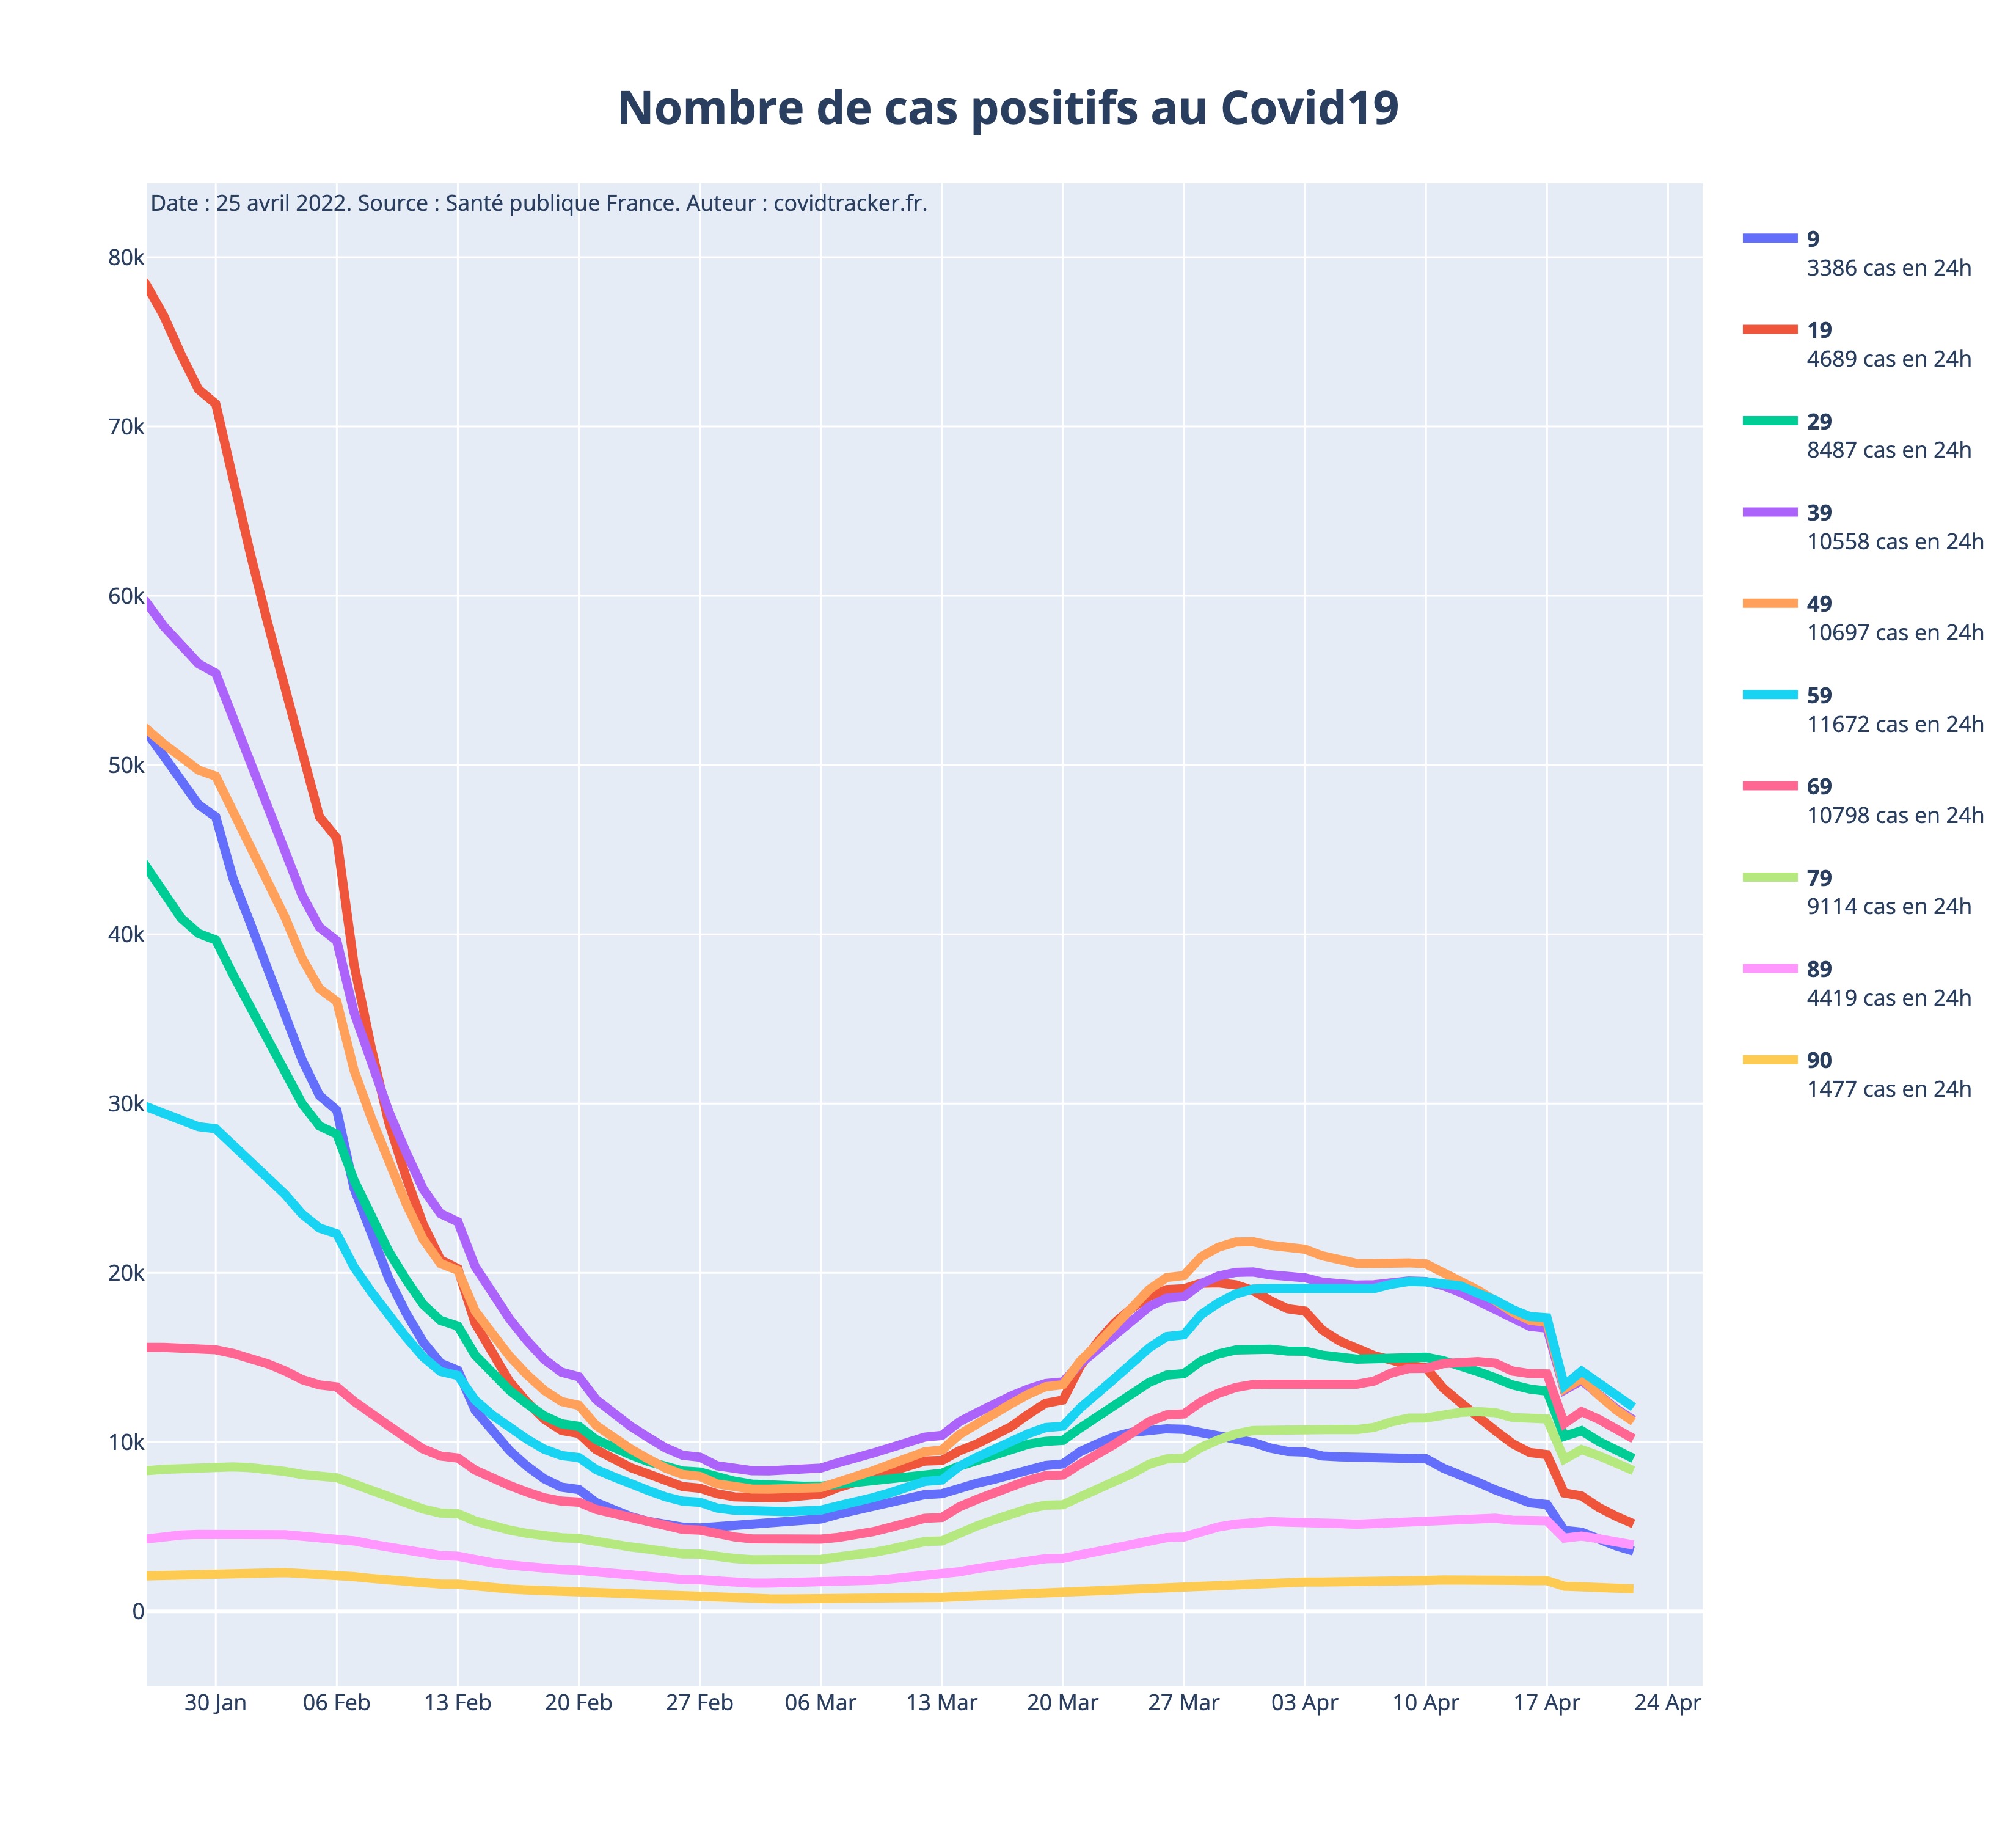 Nombre de cas positifs au Covid19
Date : 25 avril 2022. Source : Santé publique France. Auteur : covidtracker.fr.
80k
70k
60k
50k
40k
30k
20k
10k
0
30 Jan
06 Feb
13 Feb
20 Feb
27 Feb
06 Mar
13 Mar
20 Mar
27 Mar
03 Apr
10 Apr
17 Apr
24 Apr
9
3386 cas en 24h
19
4689 cas en 24h
29
8487 cas en 24h
39
10558 cas en 24h
49
10697 cas en 24h
59
11672 cas en 24h
69
10798 cas en 24h
79
9114 cas en 24h
89
4419 cas en 24h
90
1477 cas en 24h